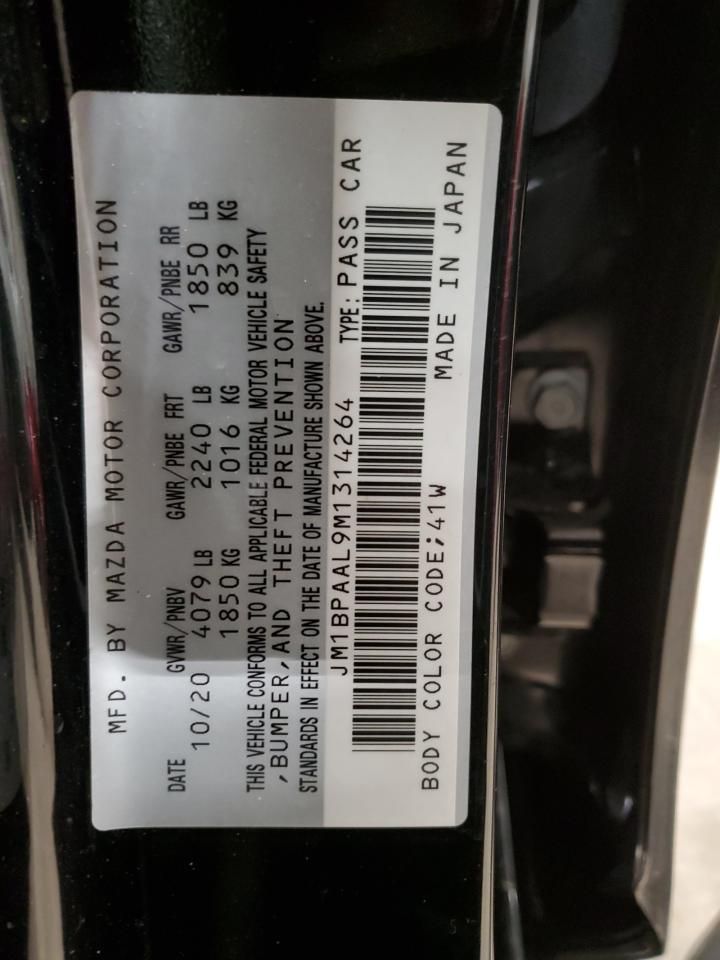 MFD. BY MAZDA MOTOR CORPORATION
DATE GVWR/PNBV GAWR/PNBE FRT GAWR/PNBE RR
10/20 4079 LB 2240 LB 1850 LB
1850 KG 1016 KG 839 KG
THIS VEHICLE CONFORMS TO ALL APPLICABLE FEDERAL MOTOR VEHICLE SAFETY
,BUMPER,AND THEFT PREVENTION
STANDARDS IN EFFECT ON THE DATE OF MANUFACTURE SHOWN ABOVE.
JM1BPAAL9M1314264 TYPE: PASS CAR
BODY COLOR CODE;41W MADE IN JAPAN